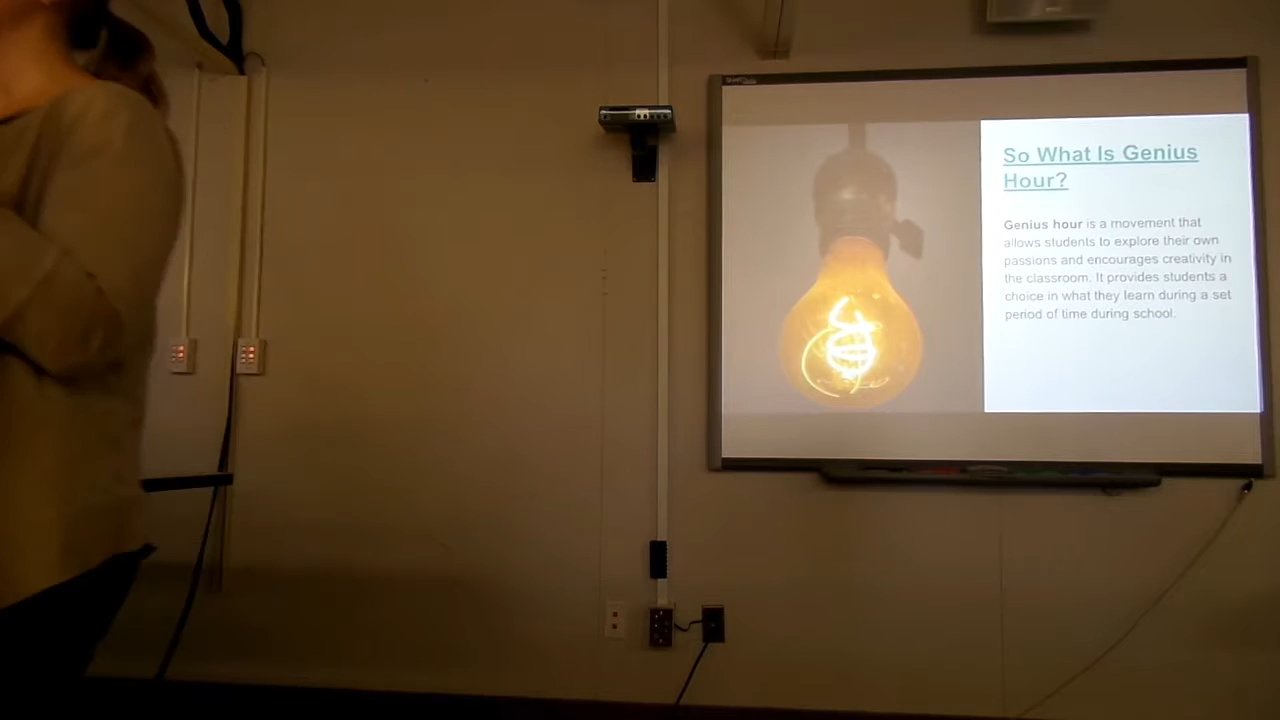 So What Is Genius
Hour?
Genius hour is a movement that
allows students to explore their own
passions and encourages creativity in
the classroom. It provides students a
choice in what they learn during a set
period of time during school.